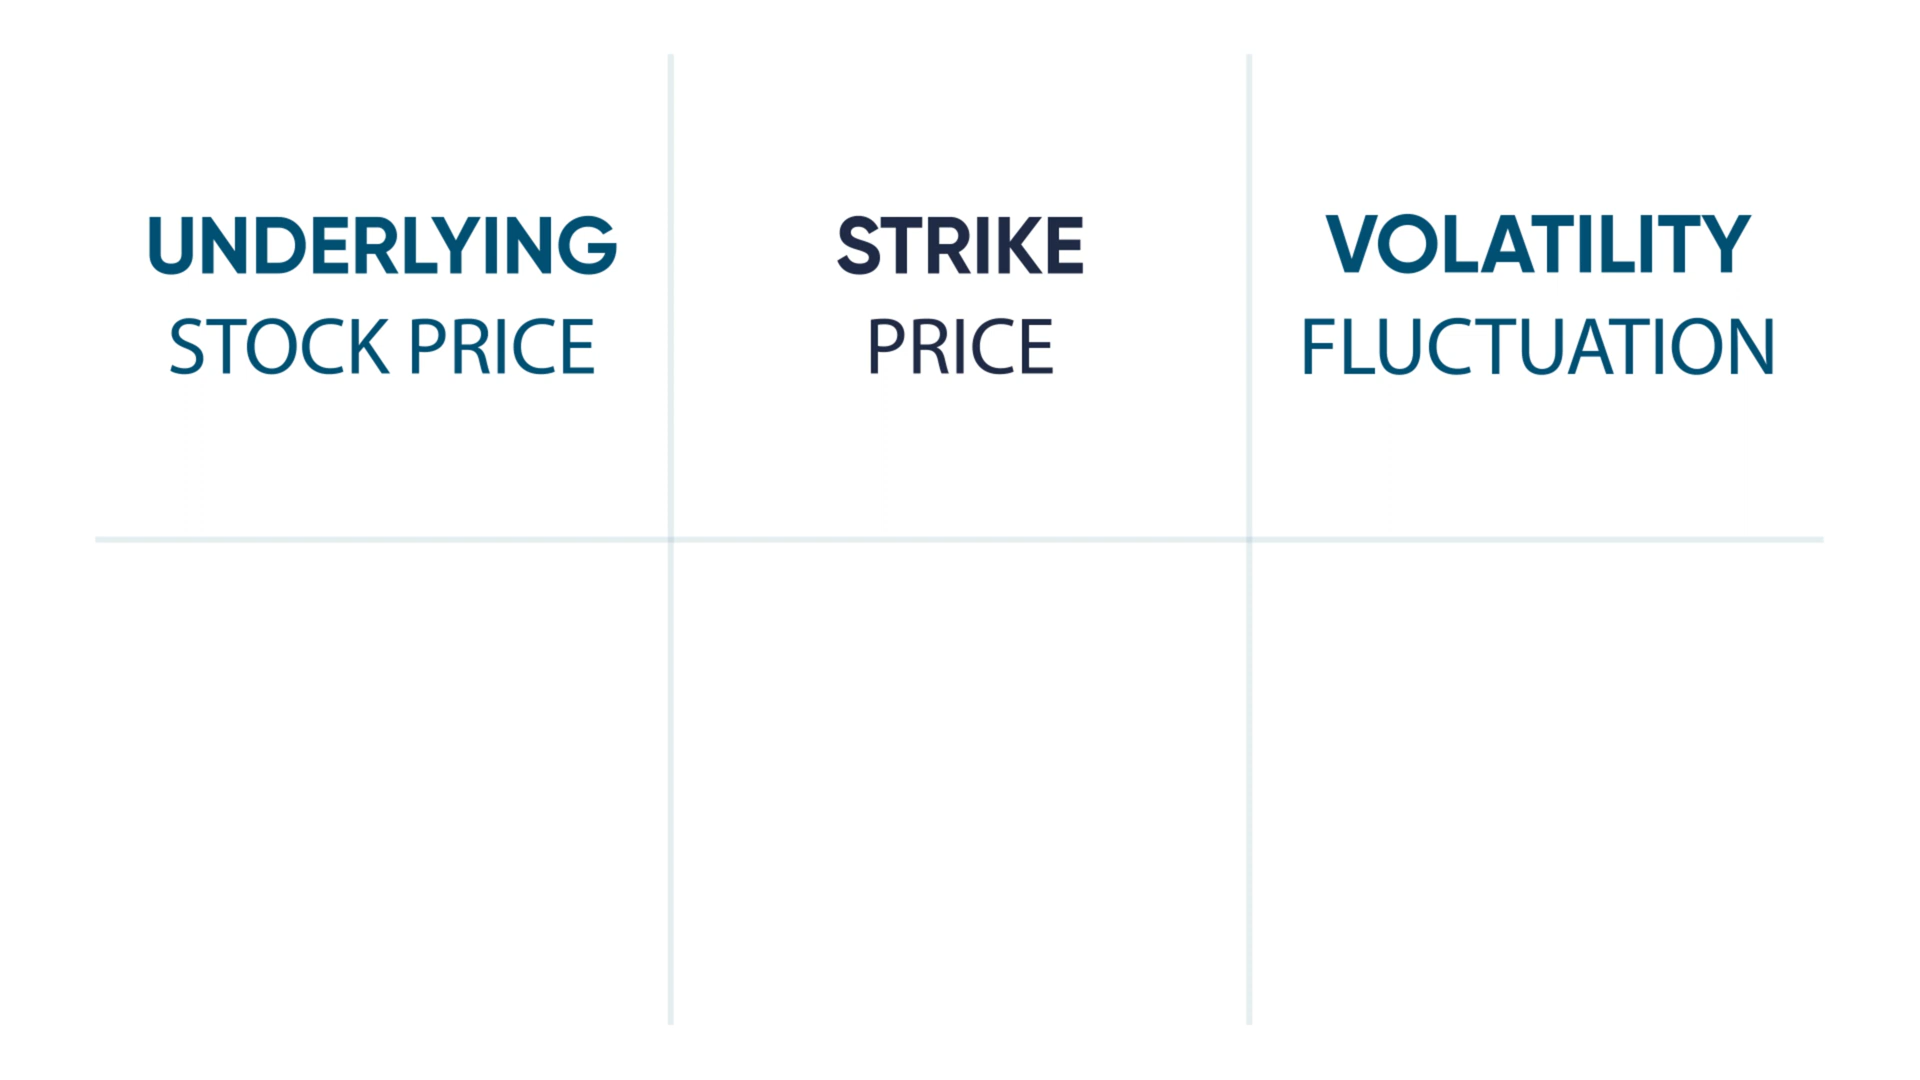 UNDERLYING
STOCK PRICE
STRIKE
PRICE
VOLATILITY
FLUCTUATION